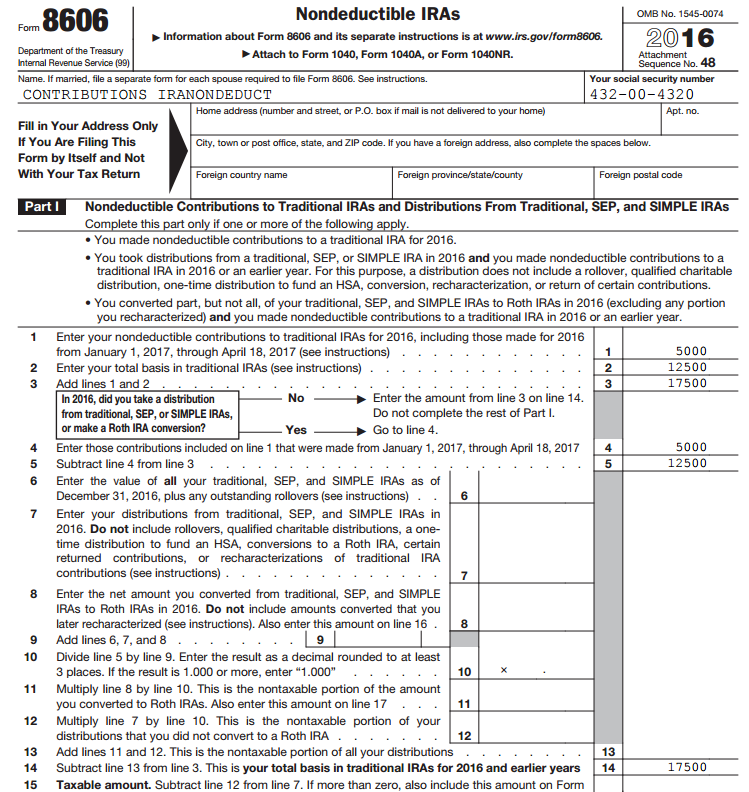 Form 8606
Nondeductible IRAs
OMB No. 1545-0074
▶ Information about Form 8606 and its separate instructions is at www.irs.gov/form8606.
2016
Department of the Treasury
Internal Revenue Service (99)
▶ Attach to Form 1040, Form 1040A, or Form 1040NR.
Attachment
Sequence No. 48
Name. If married, file a separate form for each spouse required to file Form 8606. See instructions.
Your social security number
CONTRIBUTIONS IRANONDEDUCT
432-00-4320
Fill in Your Address Only
If You Are Filing This
Form by Itself and Not
With Your Tax Return
Home address (number and street, or P.O. box if mail is not delivered to your home)
Apt. no.
City, town or post office, state, and ZIP code. If you have a foreign address, also complete the spaces below.
Foreign country name
Foreign province/state/county
Foreign postal code
Part I Nondeductible Contributions to Traditional IRAs and Distributions From Traditional, SEP, and SIMPLE IRAs
Complete this part only if one or more of the following apply.
• You made nondeductible contributions to a traditional IRA for 2016.
• You took distributions from a traditional, SEP, or SIMPLE IRA in 2016 and you made nondeductible contributions to a
traditional IRA in 2016 or an earlier year. For this purpose, a distribution does not include a rollover, qualified charitable
distribution, one-time distribution to fund an HSA, conversion, recharacterization, or return of certain contributions.
• You converted part, but not all, of your traditional, SEP, and SIMPLE IRAs to Roth IRAs in 2016 (excluding any portion
you recharacterized) and you made nondeductible contributions to a traditional IRA in 2016 or an earlier year.
1 Enter your nondeductible contributions to traditional IRAs for 2016, including those made for 2016
from January 1, 2017, through April 18, 2017 (see instructions) . . . . . . . . . . . 1 5000
2 Enter your total basis in traditional IRAs (see instructions) . . . . . . . . . . . . . 2 12500
3 Add lines 1 and 2 . . . . . . . . . . . . . . . . . . . . . . . . 3 17500
In 2016, did you take a distribution
from traditional, SEP, or SIMPLE IRAs,
or make a Roth IRA conversion?
No ▶ Enter the amount from line 3 on line 14.
Do not complete the rest of Part I.
Yes ▶ Go to line 4.
4 Enter those contributions included on line 1 that were made from January 1, 2017, through April 18, 2017 4 5000
5 Subtract line 4 from line 3 . . . . . . . . . . . . . . . . . . . . . 5 12500
6 Enter the value of all your traditional, SEP, and SIMPLE IRAs as of
December 31, 2016, plus any outstanding rollovers (see instructions) . . 6
7 Enter your distributions from traditional, SEP, and SIMPLE IRAs in
2016. Do not include rollovers, qualified charitable distributions, a one-
time distribution to fund an HSA, conversions to a Roth IRA, certain
returned contributions, or recharacterizations of traditional IRA
contributions (see instructions) . . . . . . . . . . . . . 7
8 Enter the net amount you converted from traditional, SEP, and SIMPLE
IRAs to Roth IRAs in 2016. Do not include amounts converted that you
later recharacterized (see instructions). Also enter this amount on line 16 . 8
9 Add lines 6, 7, and 8 . . . . . . . . 9
10 Divide line 5 by line 9. Enter the result as a decimal rounded to at least
3 places. If the result is 1.000 or more, enter “1.000” . . . . . . 10 × .
11 Multiply line 8 by line 10. This is the nontaxable portion of the amount
you converted to Roth IRAs. Also enter this amount on line 17 . . . 11
12 Multiply line 7 by line 10. This is the nontaxable portion of your
distributions that you did not convert to a Roth IRA . . . . . . . 12
13 Add lines 11 and 12. This is the nontaxable portion of all your distributions . . . . . . . . 13
14 Subtract line 13 from line 3. This is your total basis in traditional IRAs for 2016 and earlier years 14 17500
15 Taxable amount. Subtract line 12 from line 7. If more than zero, also include this amount on Form